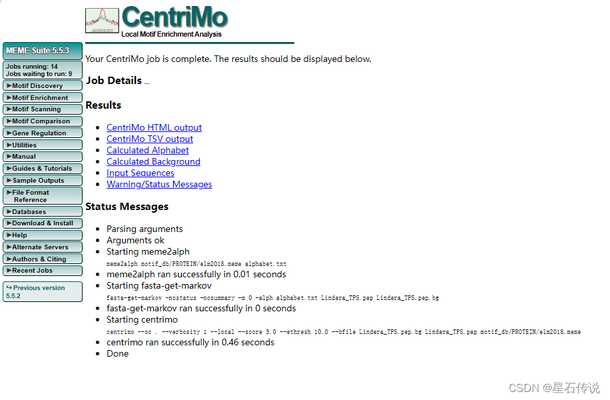 CentriMo
Local Motif Enrichment Analysis
MEME Suite 5.5.3
Jobs running: 14
Jobs waiting to run: 9
►Motif Discovery
►Motif Enrichment
►Motif Scanning
►Motif Comparison
►Gene Regulation
►Utilities
►Manual
►Guides & Tutorials
►Sample Outputs
►File Format
Reference
►Databases
►Download & Install
►Help
►Alternate Servers
►Authors & Citing
►Recent Jobs
↪Previous version
5.5.2
Your CentriMo job is complete. The results should be displayed below.
Job Details ...
Results
• CentriMo HTML output
• CentriMo TSV output
• Calculated Alphabet
• Calculated Background
• Input Sequences
• Warning/Status Messages
Status Messages
• Parsing arguments
• Arguments ok
• Starting meme2alph
meme2alph motif_db/PROTEIN/elm2018.meme alphabet.txt
• meme2alph ran successfully in 0.01 seconds
• Starting fasta-get-markov
fasta-get-markov -nostatus -nosummary -m 0 -alph alphabet.txt Lindera_TPS.pep Lindera_TPS.pep.bg
• fasta-get-markov ran successfully in 0 seconds
• Starting centrimo
centrimo --oc . --verbosity 1 --local --score 5.0 --ethresh 10.0 --bfile Lindera_TPS.pep.bg Lindera_TPS.pep motif_db/PROTEIN/elm2018.meme
• centrimo ran successfully in 0.46 seconds
• Done
CSDN @星石传说